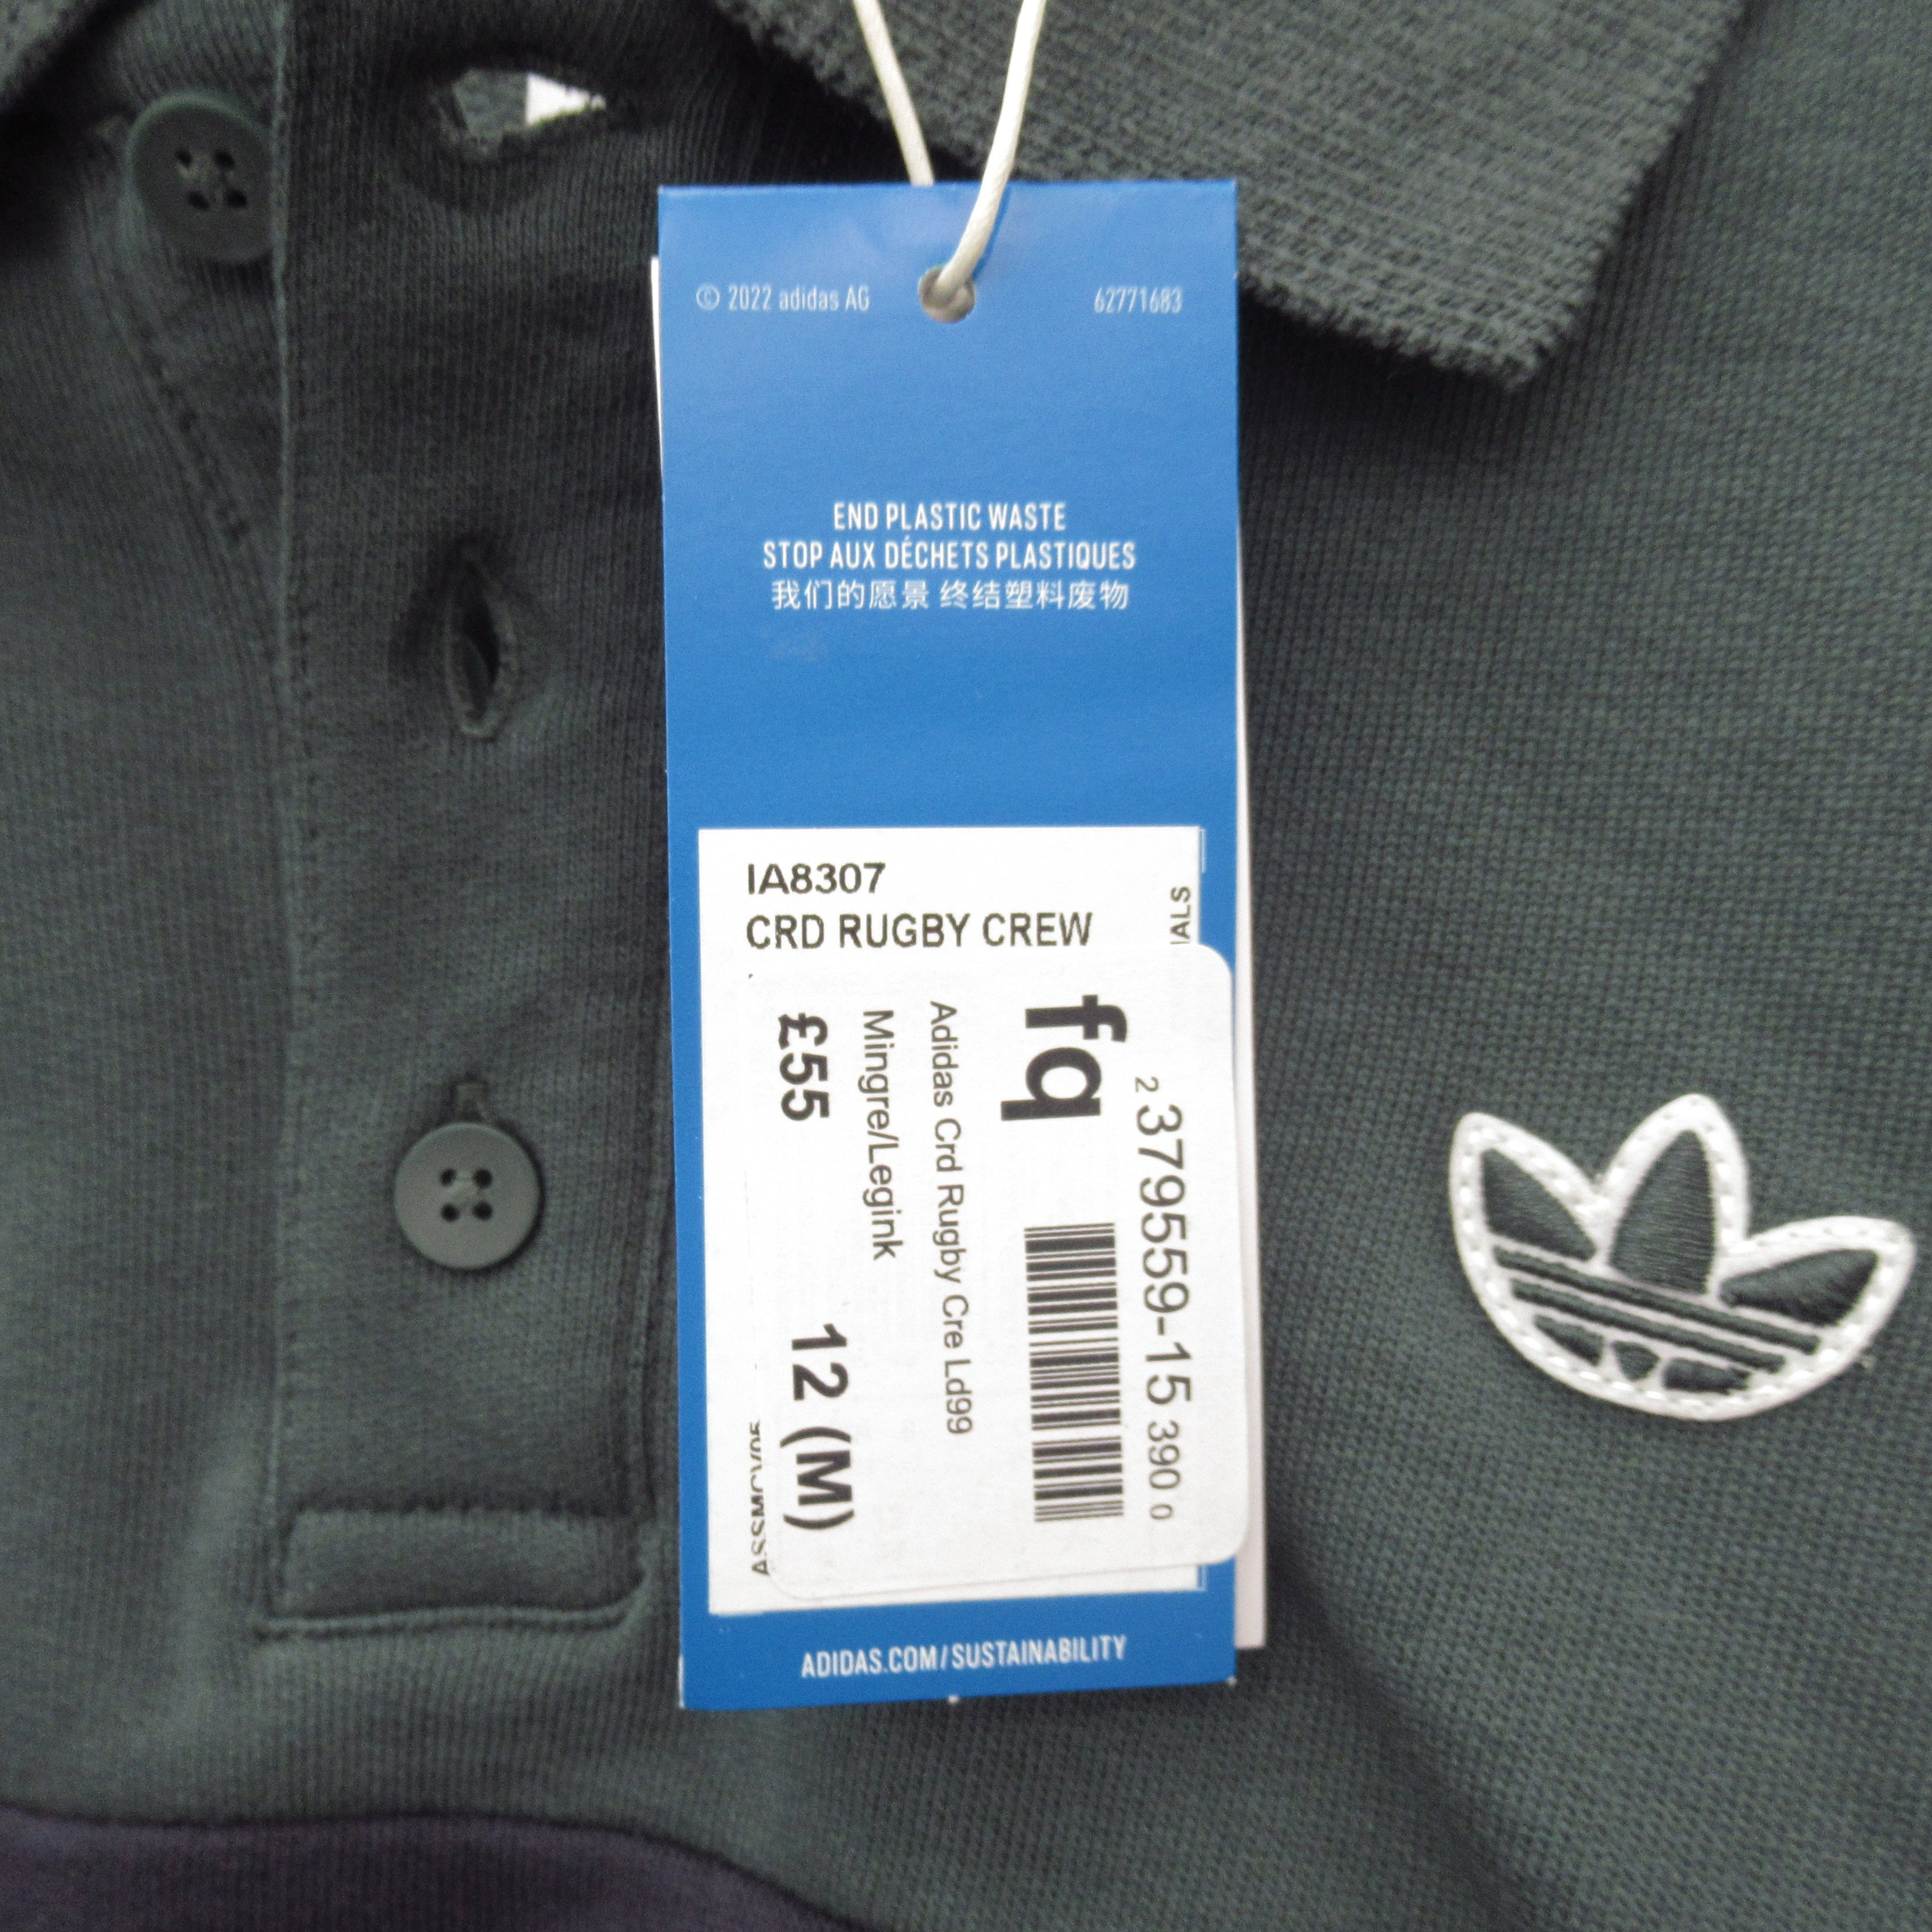 © 2022 adidas AG
62771683
END PLASTIC WASTE
STOP AUX DÉCHETS PLASTIQUES
我们的愿景 终结塑料废物
IA8307
CRD RUGBY CREW
IALS
2 3799559-15 390 0
fq
Adidas Crd Rugby Cre Ld99
Mingre/Legink
£55 12 (M)
ADIDAS.COM/SUSTAINABILITY